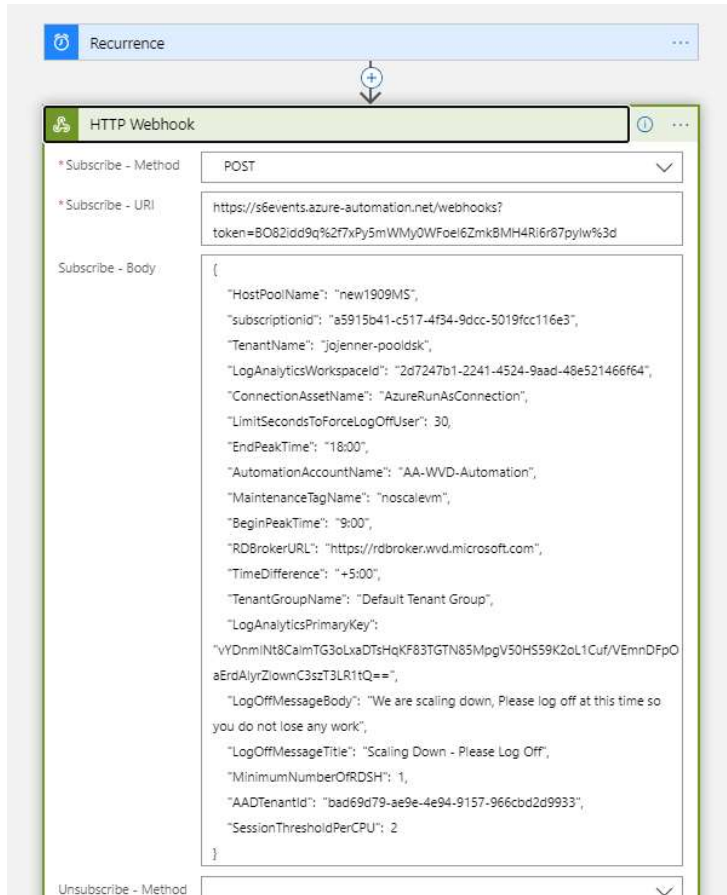 Recurrence
HTTP Webhook
*Subscribe - Method
POST
*Subscribe - URI
https://s6events.azure-automation.net/webhooks?
token=BO82idd9q%2f7xPy5mWMy0WFoeI6ZmkBMH4Ri6r87pyIw%3d
Subscribe - Body
{
"HostPoolName": "new1909MS",
"subscriptionid": "a5915b41-c517-4f34-9dcc-5019fcc116e3",
"TenantName": "jojenner-pooldsk",
"LogAnalyticsWorkspaceId": "2d7247b1-2241-4524-9aad-48e521466f64",
"ConnectionAssetName": "AzureRunAsConnection",
"LimitSecondsToForceLogOffUser": 30,
"EndPeakTime": "18:00",
"AutomationAccountName": "AA-WVD-Automation",
"MaintenanceTagName": "noscalevm",
"BeginPeakTime": "9:00",
"RDBrokerURL": "https://rdbroker.wvd.microsoft.com",
"TimeDifference": "+5:00",
"TenantGroupName": "Default Tenant Group",
"LogAnalyticsPrimaryKey":
"vYDnmINt8CaImTG3oLxaDTsHqKF83TGTN85MpgV50HS59K2oL1Cuf/VEmnDFpO
aErdAlyrZiownC3szT3LR1tQ==",
"LogOffMessageBody": "We are scaling down, Please log off at this time so
you do not lose any work",
"LogOffMessageTitle": "Scaling Down - Please Log Off",
"MinimumNumberOfRDSH": 1,
"AADTenantId": "bad69d79-ae9e-4e94-9157-966cbd2d9933",
"SessionThresholdPerCPU": 2
}
Unsubscribe - Method